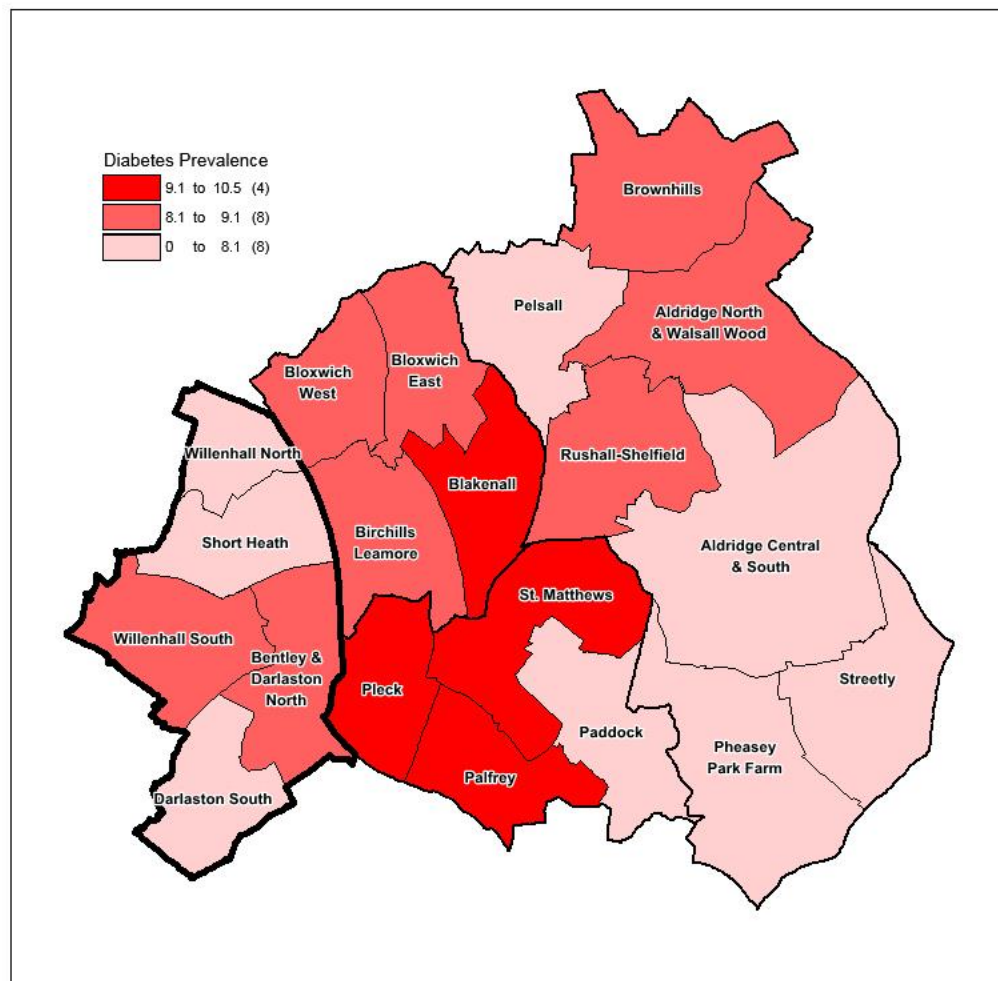 Diabetes Prevalence
9.1 to 10.5 (4)
8.1 to 9.1 (8)
0 to 8.1 (8)
Brownhills
Pelsall
Aldridge North
& Walsall Wood
Bloxwich
West
Bloxwich
East
Willenhall North
Rushall-Shelfield
Blakenall
Short Heath
Birchills
Leamore
Aldridge Central
& South
St. Matthews
Willenhall South
Bentley &
Darlaston
North
Pleck
Streetly
Paddock
Pheasey
Park Farm
Palfrey
Darlaston South